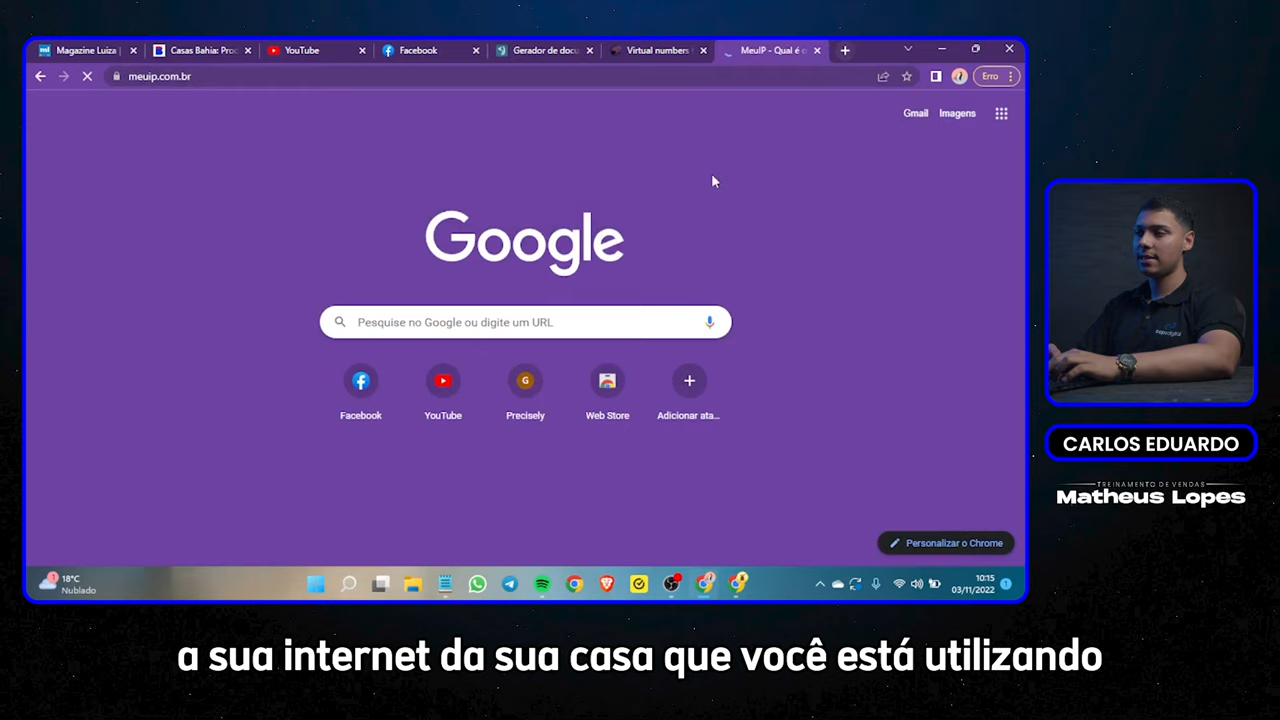 Magazine Luiza |
Casas Bahia: Pro
YouTube
Facebook
Gerador de docu
Virtual numbers
MeuIP - Qual é o
meuip.com.br
Erro
Gmail
Imagens
Google
Pesquise no Google ou digite um URL
G
Facebook
YouTube
Precisely
Web Store
Adicionar ata...
Personalizar o Chrome
1
18°C
Nublado
10:15
03/11/2022
1
CARLOS EDUARDO
TREINAMENTO DE VENDAS
Matheus Lopes
a sua internet da sua casa que você está utilizando